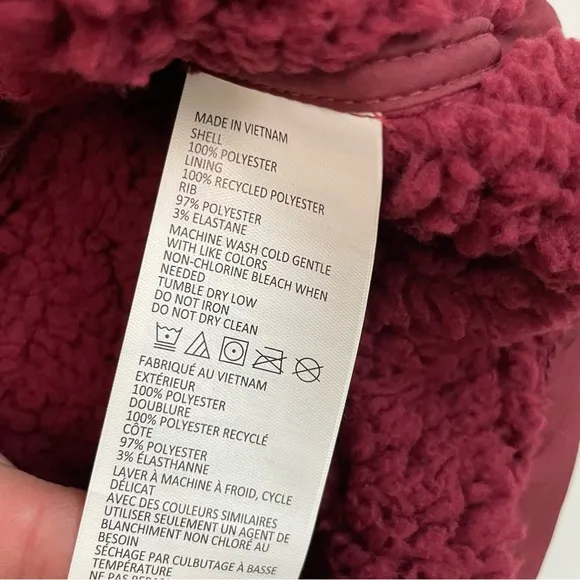 MADE IN VIETNAM
SHELL
100% POLYESTER
LINING
100% RECYCLED POLYESTER
RIB
97% POLYESTER
3% ELASTANE
MACHINE WASH COLD GENTLE
WITH LIKE COLORS
NON-CHLORINE BLEACH WHEN
NEEDED
TUMBLE DRY LOW
DO NOT IRON
DO NOT DRY CLEAN
FABRIQUÉ AU VIETNAM
EXTÉRIEUR
100% POLYESTER
DOUBLURE
100% POLYESTER RECYCLÉ
CÔTE
97% POLYESTER
3% ÉLASTHANNE
LAVER À MACHINE À FROID, CYCLE
DÉLICAT
AVEC DES COULEURS SIMILAIRES
UTILISER SEULEMENT UN AGENT DE
BLANCHIMENT NON CHLORÉ AU
BESOIN
SÉCHAGE PAR CULBUTAGE À BASSE
TEMPÉRATURE
NE PAS